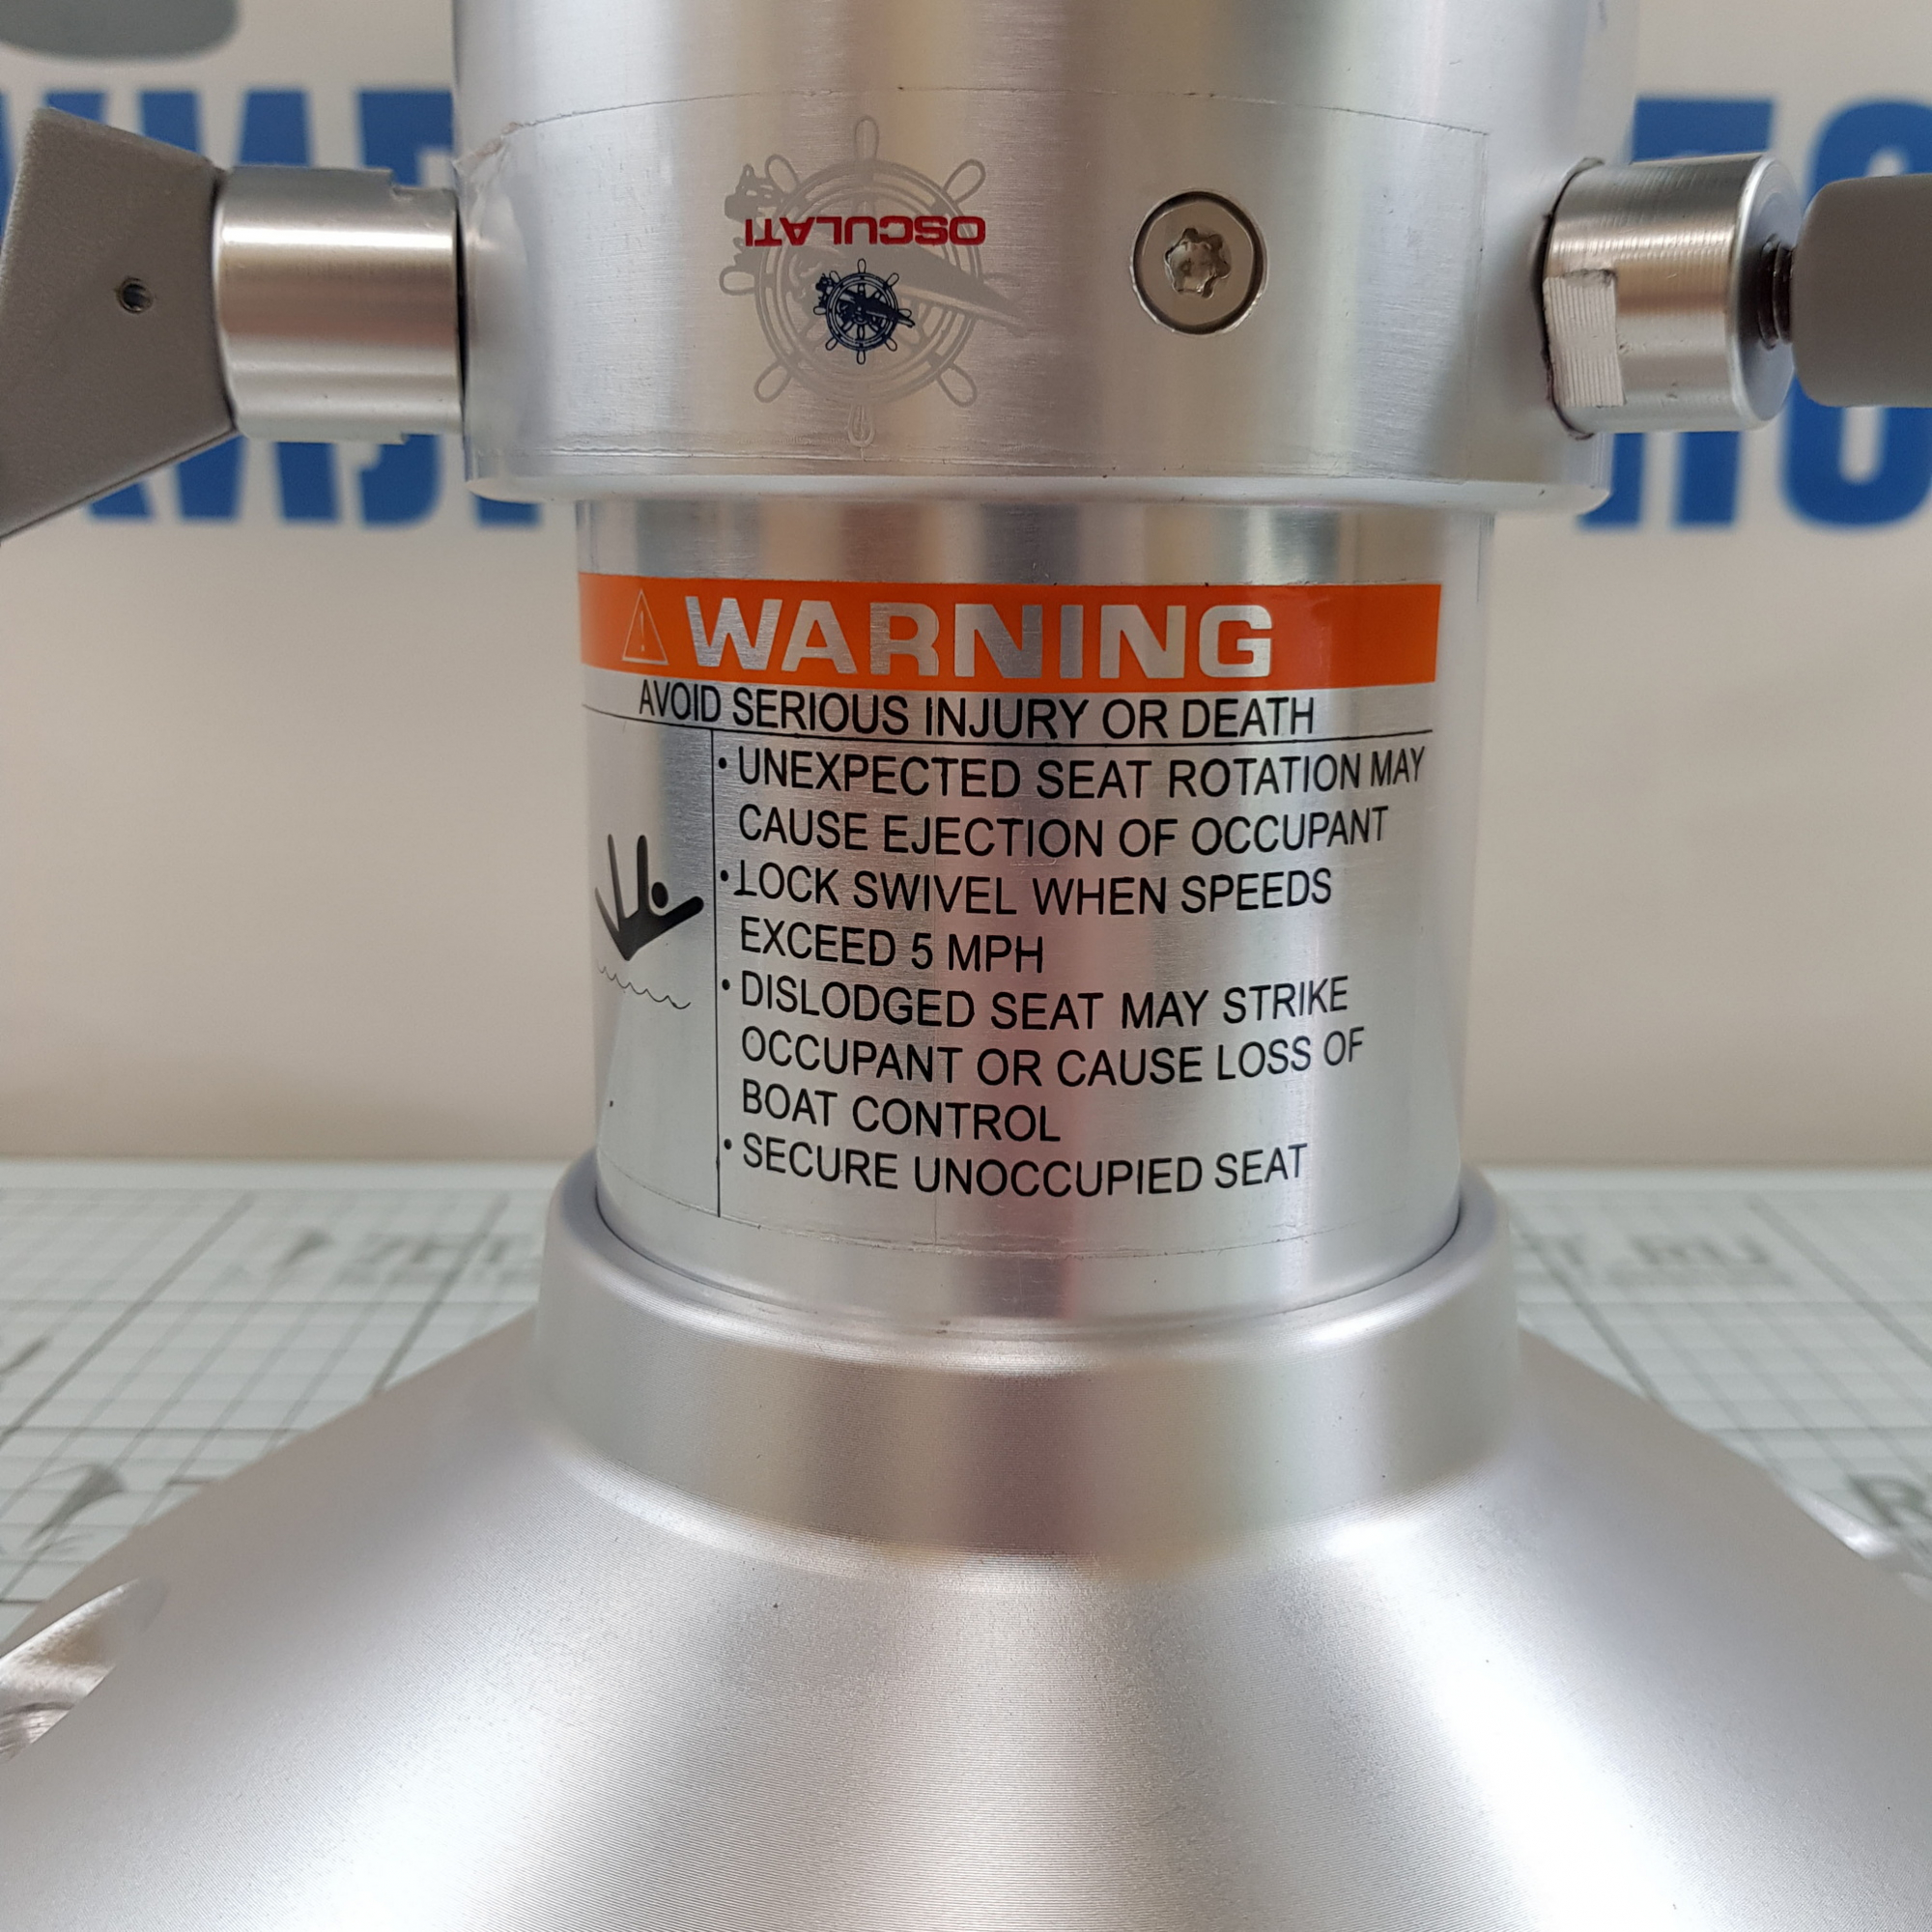 OSCULATI
WARNING
AVOID SERIOUS INJURY OR DEATH
• UNEXPECTED SEAT ROTATION MAY
CAUSE EJECTION OF OCCUPANT
• LOCK SWIVEL WHEN SPEEDS
EXCEED 5 MPH
• DISLODGED SEAT MAY STRIKE
OCCUPANT OR CAUSE LOSS OF
BOAT CONTROL
• SECURE UNOCCUPIED SEAT